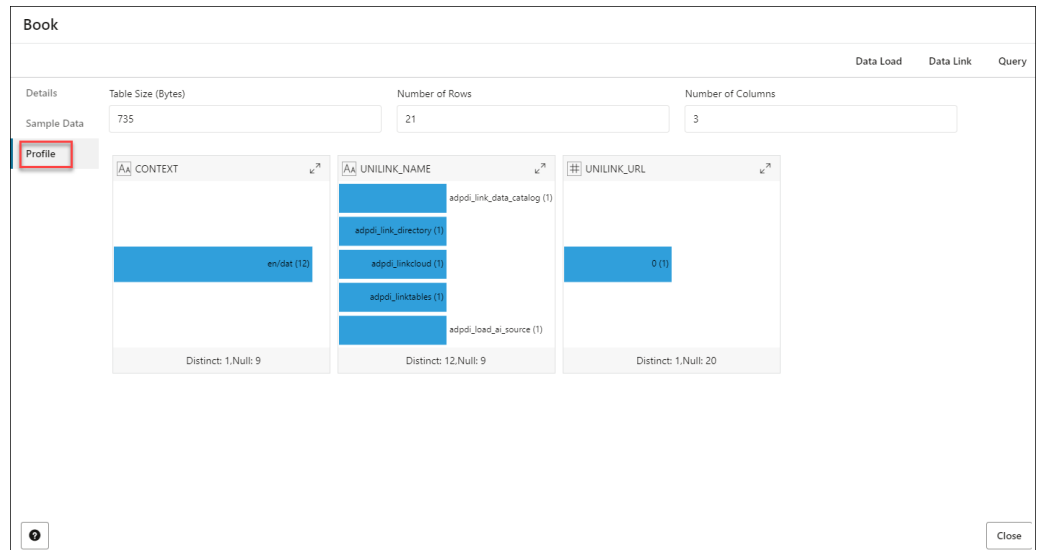 Book
Data Load Data Link Query
Details
Sample Data
Profile
Table Size (Bytes) Number of Rows Number of Columns
735 21 3
AA CONTEXT
en/dat (12)
Distinct: 1,Null: 9
AA UNILINK_NAME
adpdi_link_data_catalog (1)
adpdi_link_directory (1)
adpdi_linkcloud (1)
adpdi_linktables (1)
adpdi_load_ai_source (1)
Distinct: 12,Null: 9
# UNILINK_URL
0 (1)
Distinct: 1,Null: 20
?
Close